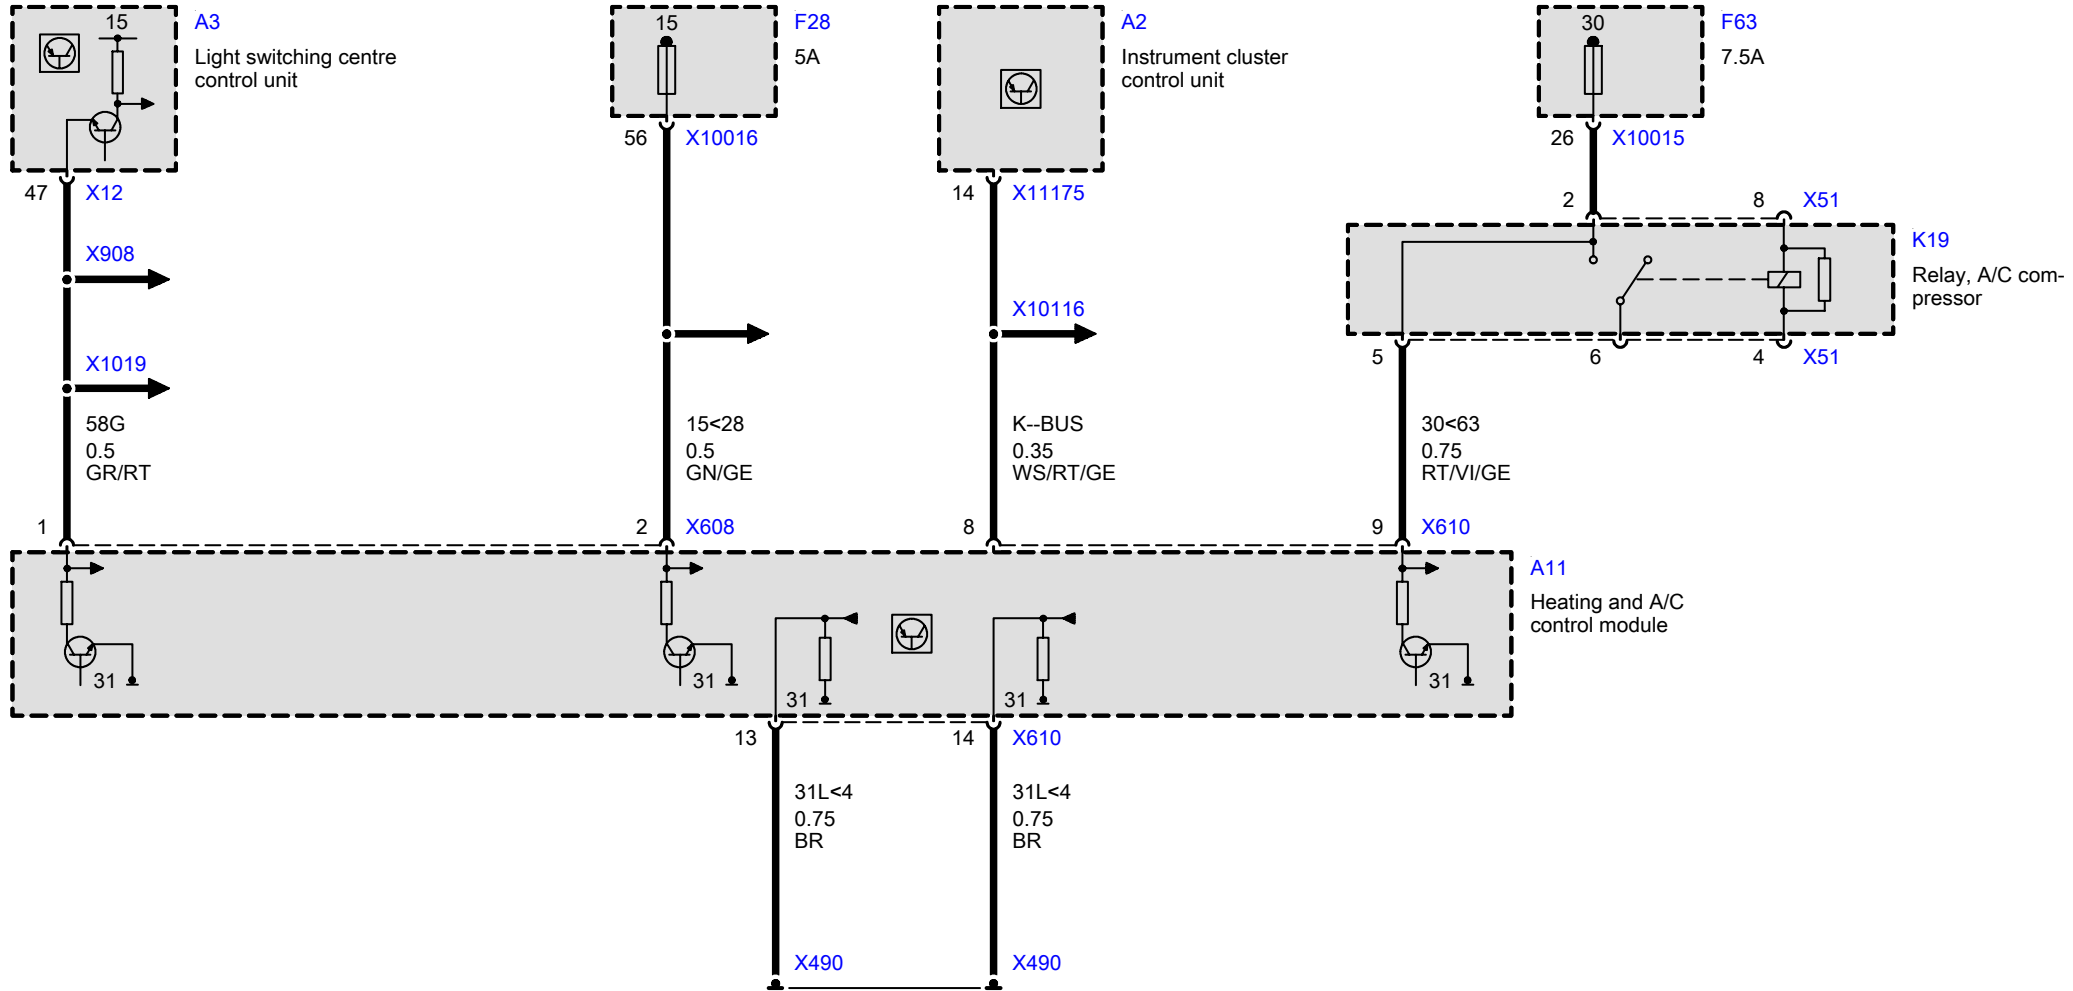 15
A3
Light switching centre
control unit
47
X12
X908
X1019
58G
0.5
GR/RT
1
15
F28
5A
56
X10016
15<28
0.5
GN/GE
2
X608
A2
Instrument cluster
control unit
14
X11175
X10116
K--BUS
0.35
WS/RT/GE
8
30
F63
7.5A
26
X10015
2
8
X51
K19
Relay, A/C com-
pressor
5
6
4
X51
30<63
0.75
RT/VI/GE
9
X610
A11
Heating and A/C
control module
31
31
31
31
31
13
14
X610
31L<4
0.75
BR
31L<4
0.75
BR
X490
X490